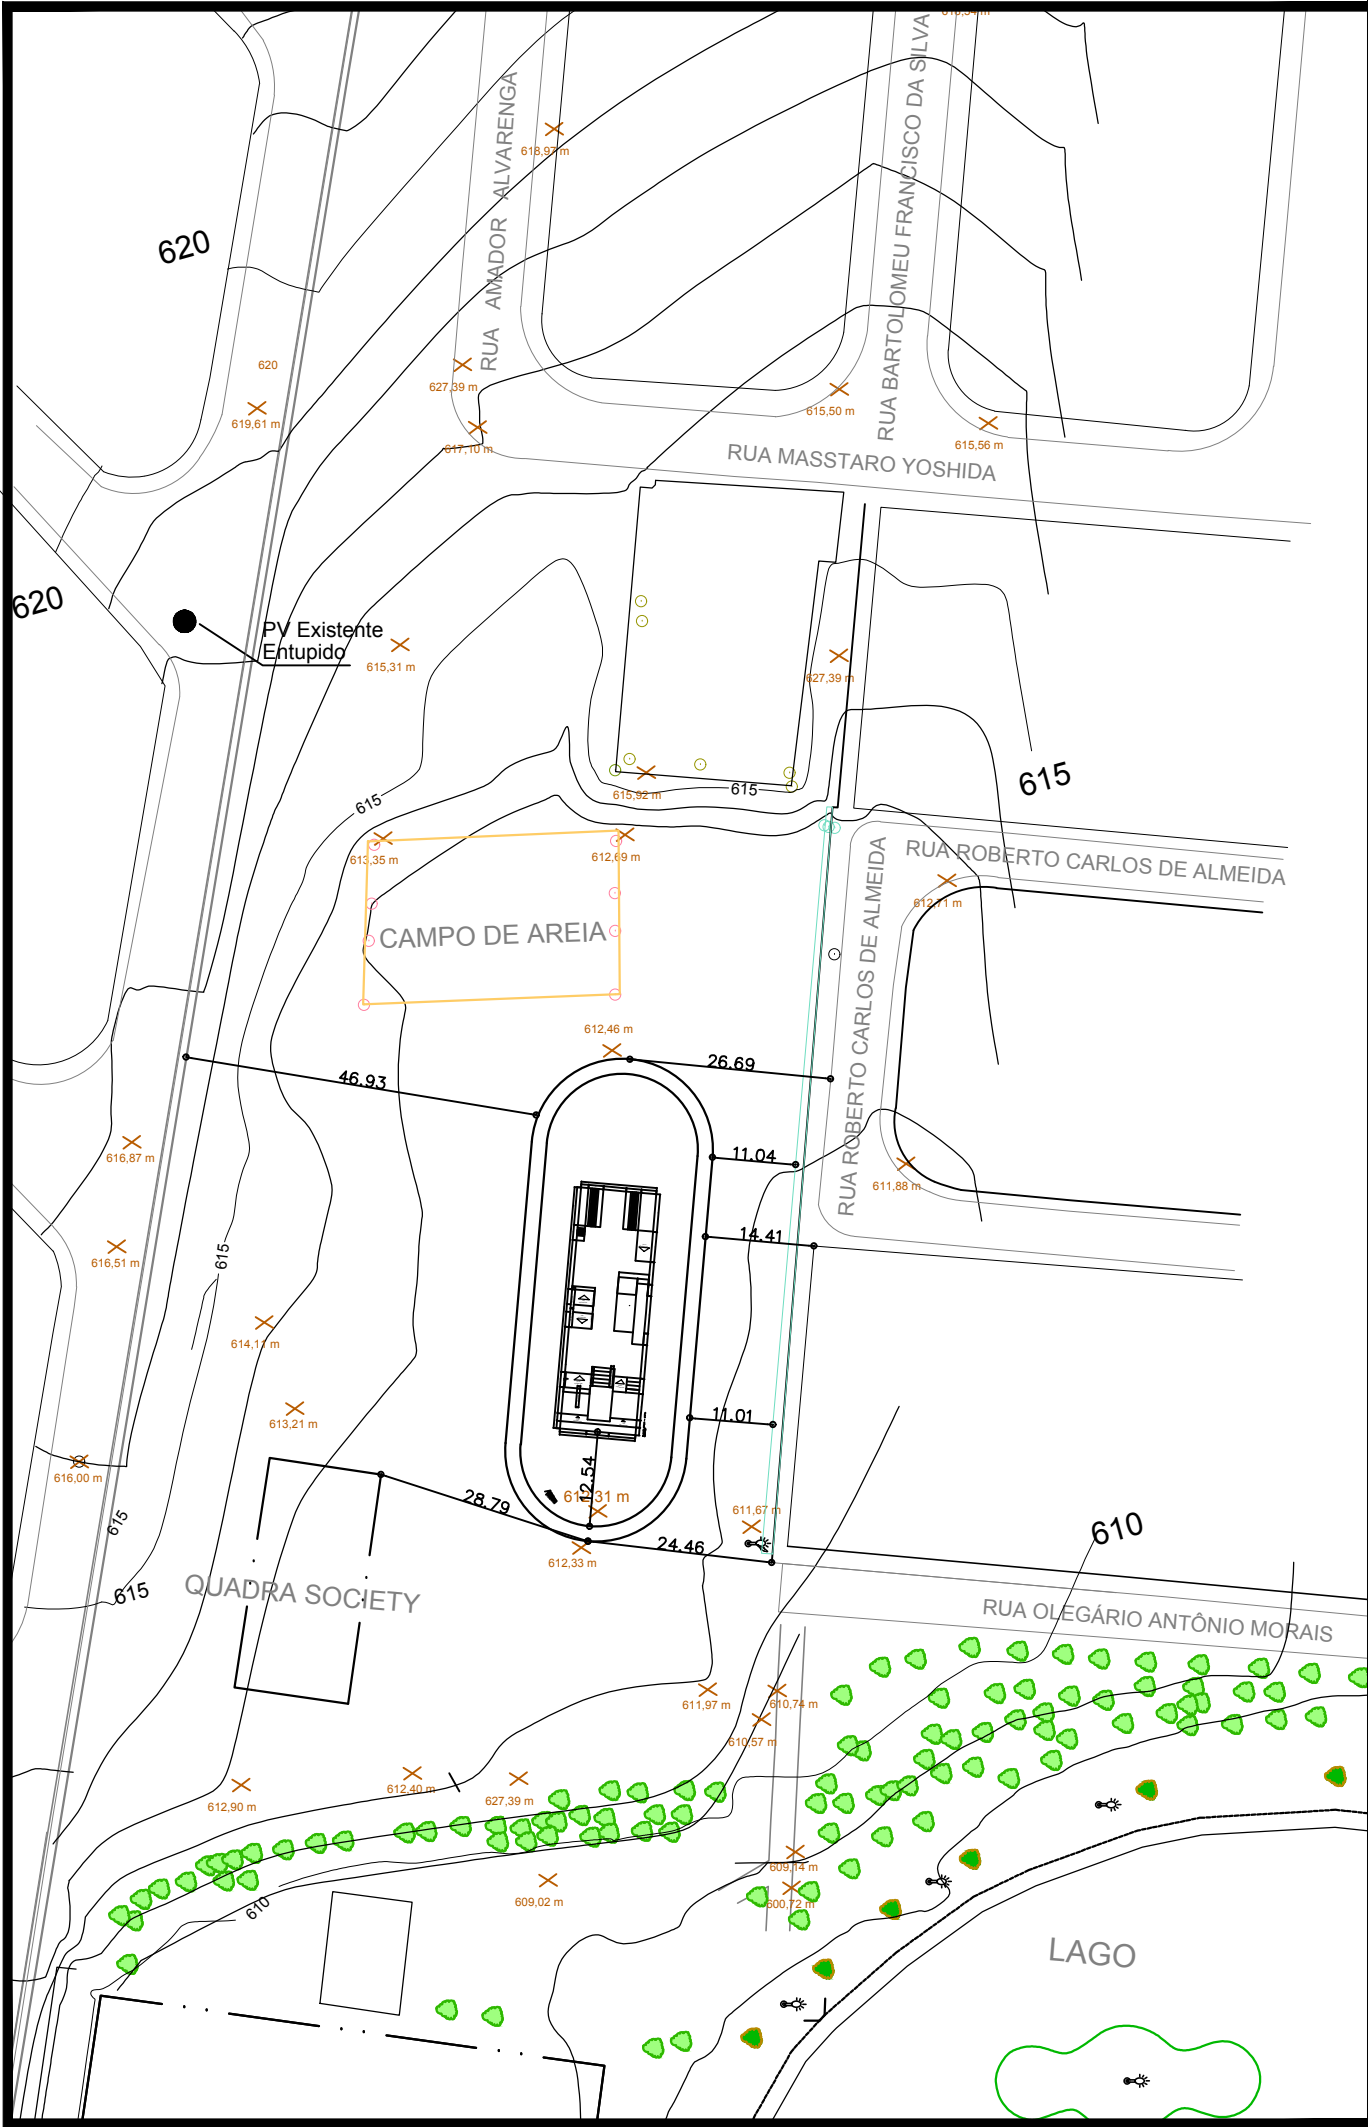 618,97 m
RUA AMADOR ALVARENGA
RUA BARTOLOMEU FRANCISCO DA SILVA
620
620
627,39 m
619,61 m
617,10 m
615,50 m
615,56 m
RUA MASSTARO YOSHIDA
620
PV Existente
Entupido
615,31 m
627,39 m
615
615,92 m
615
615
613,35 m
612,69 m
RUA ROBERTO CARLOS DE ALMEIDA
612,71 m
CAMPO DE AREIA
RUA ROBERTO CARLOS DE ALMEIDA
612,46 m
26.69
46.93
616,87 m
11.04
611,88 m
14.41
615
616,51 m
614,11 m
613,21 m
11.01
616,00 m
12.54
28.79
615
611,67 m
610
612,33 m
24.46
615
QUADRA SOCIETY
RUA OLEGÁRIO ANTÔNIO MORAIS
611,97 m
610,74 m
610,57 m
612,40 m
627,39 m
612,90 m
609,14 m
609,02 m
600,72 m
610
LAGO